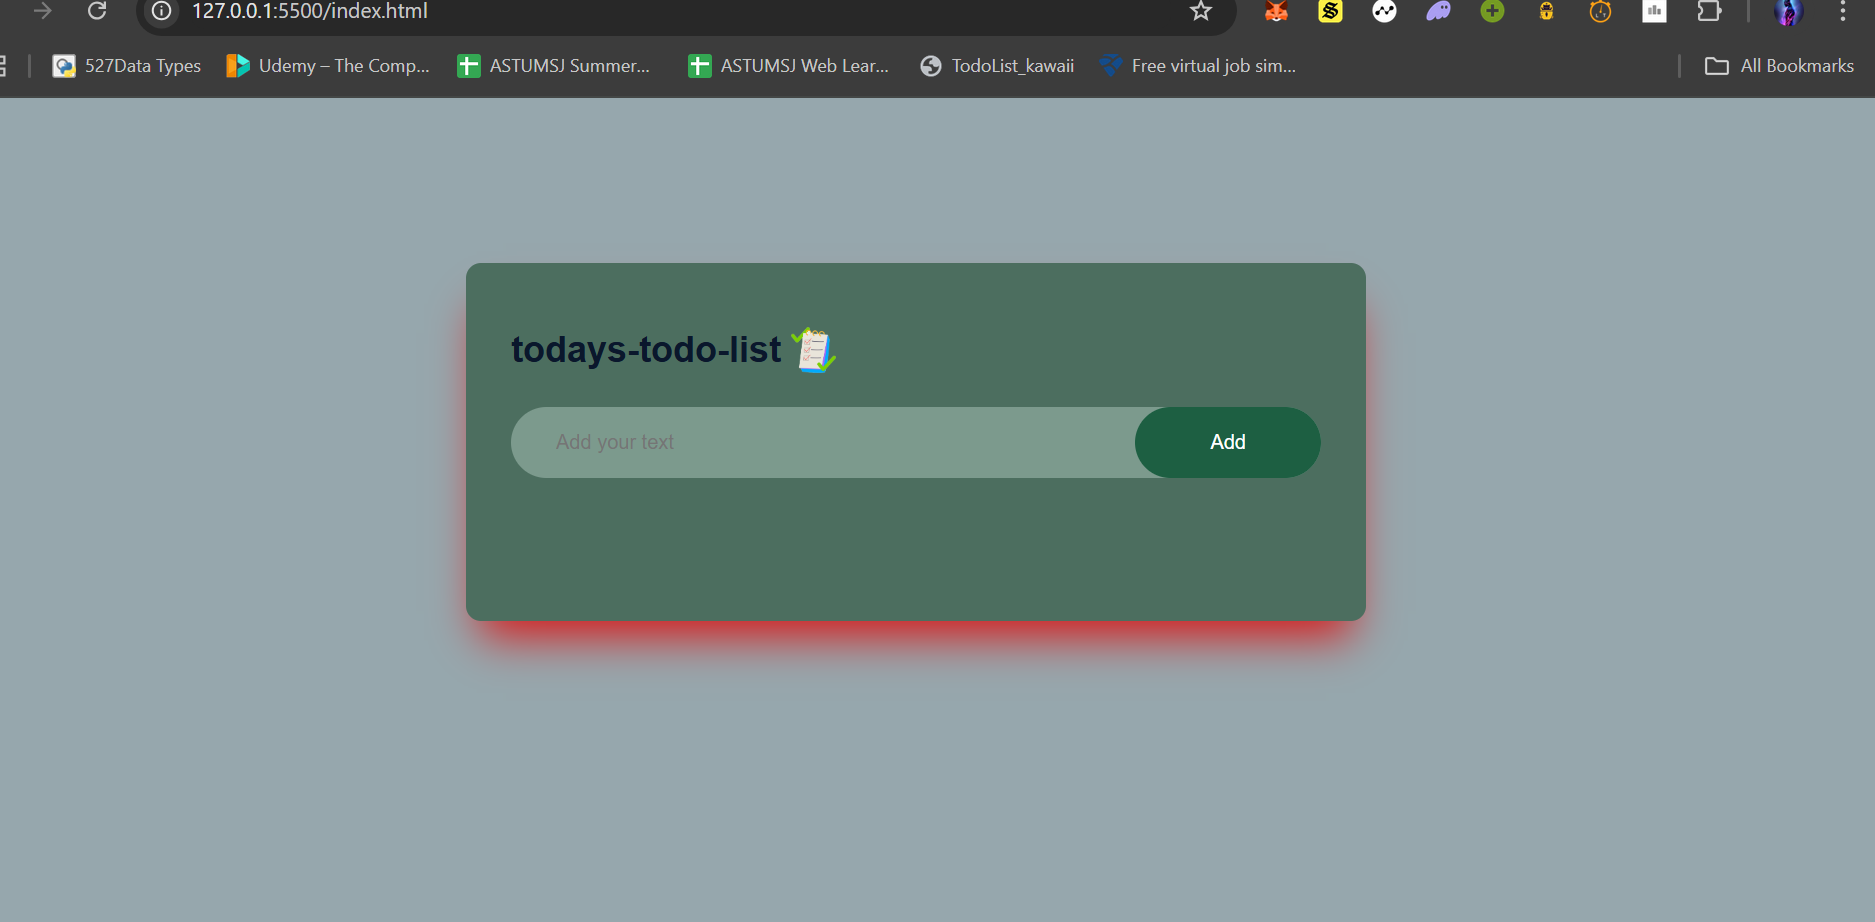 127.0.0.1:5500/index.html
527Data Types
Udemy – The Comp...
ASTUMSJ Summer...
ASTUMSJ Web Lear...
TodoList_kawaii
Free virtual job sim...
All Bookmarks
todays-todo-list
Add your text
Add